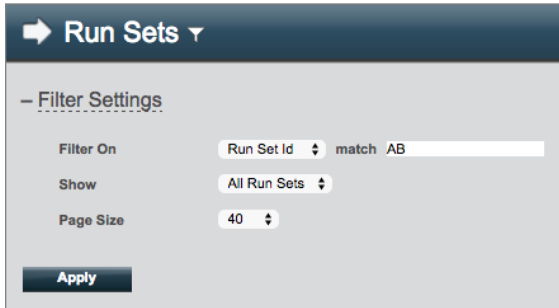 Run Sets
– Filter Settings
Filter On Run Set Id match AB
Show All Run Sets
Page Size 40
Apply